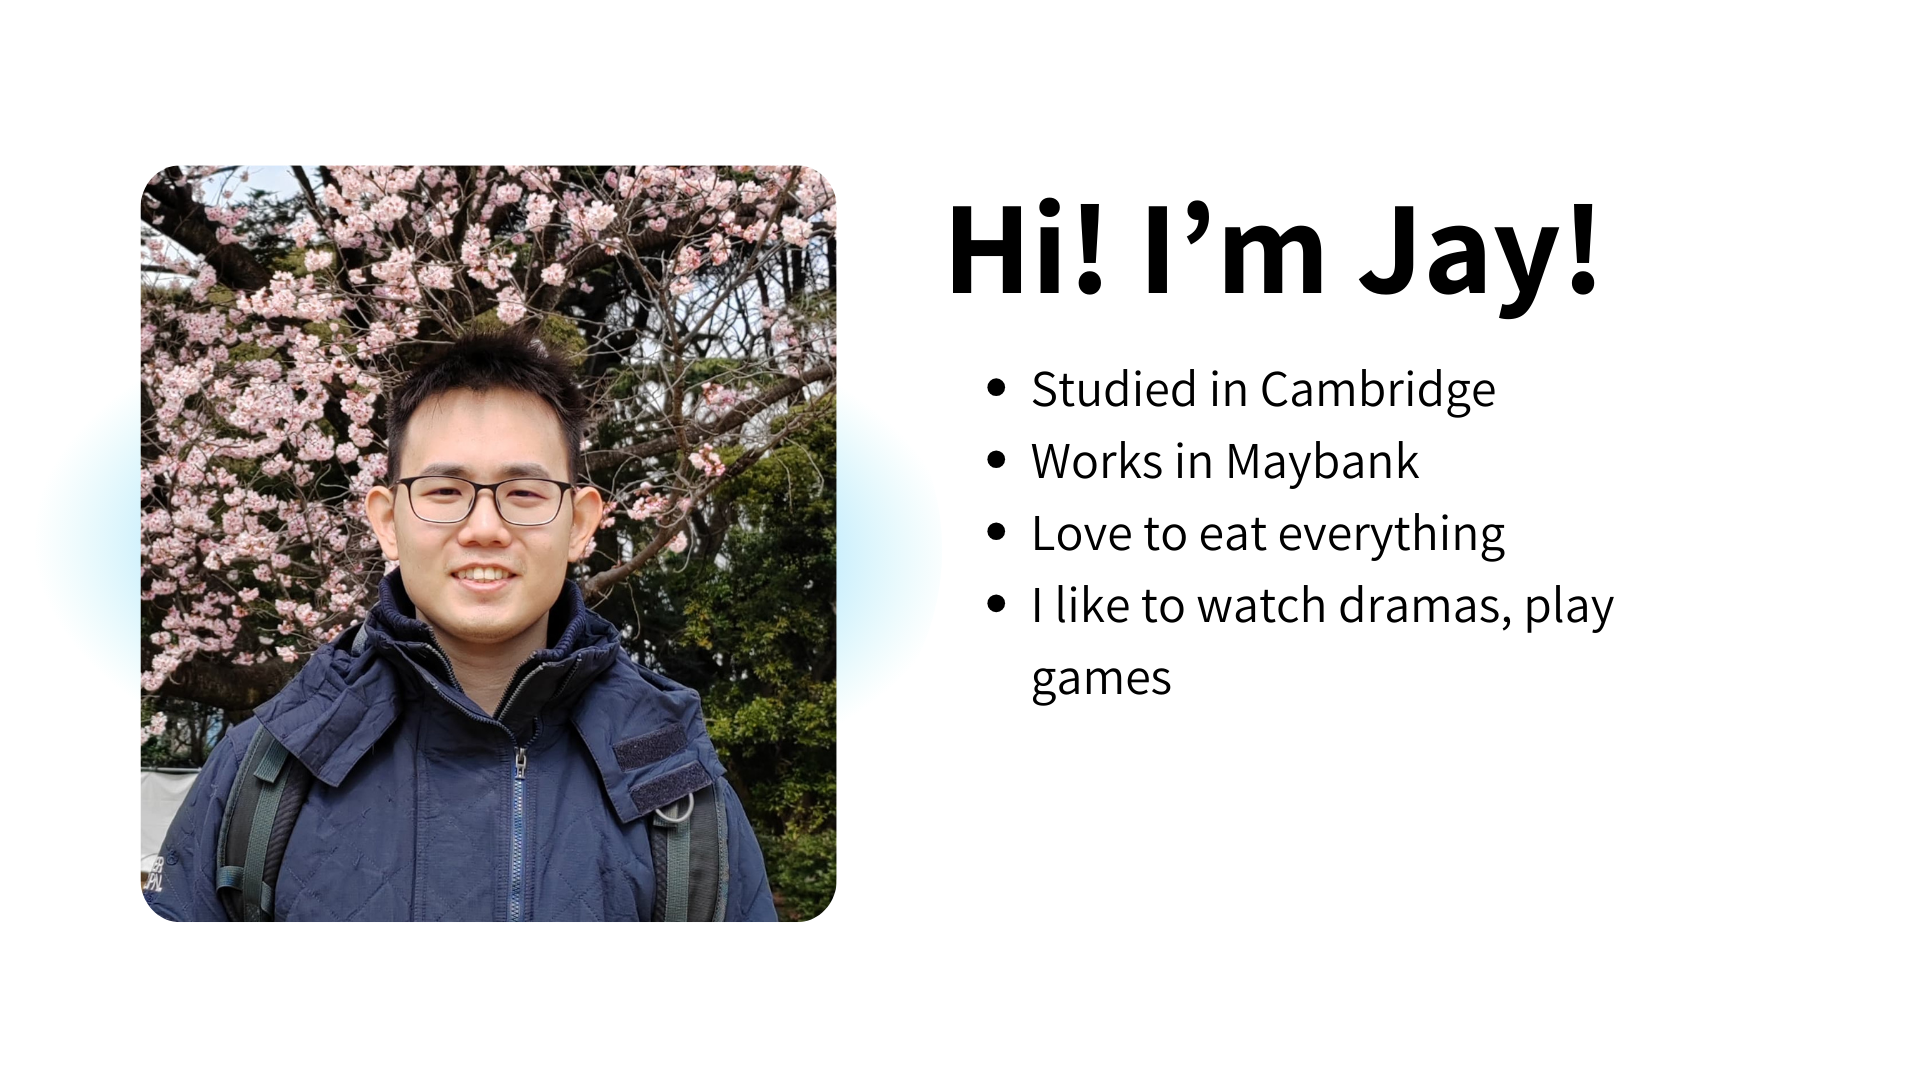 Hi! I’m Jay!
Studied in Cambridge
Works in Maybank
Love to eat everything
I like to watch dramas, play
games